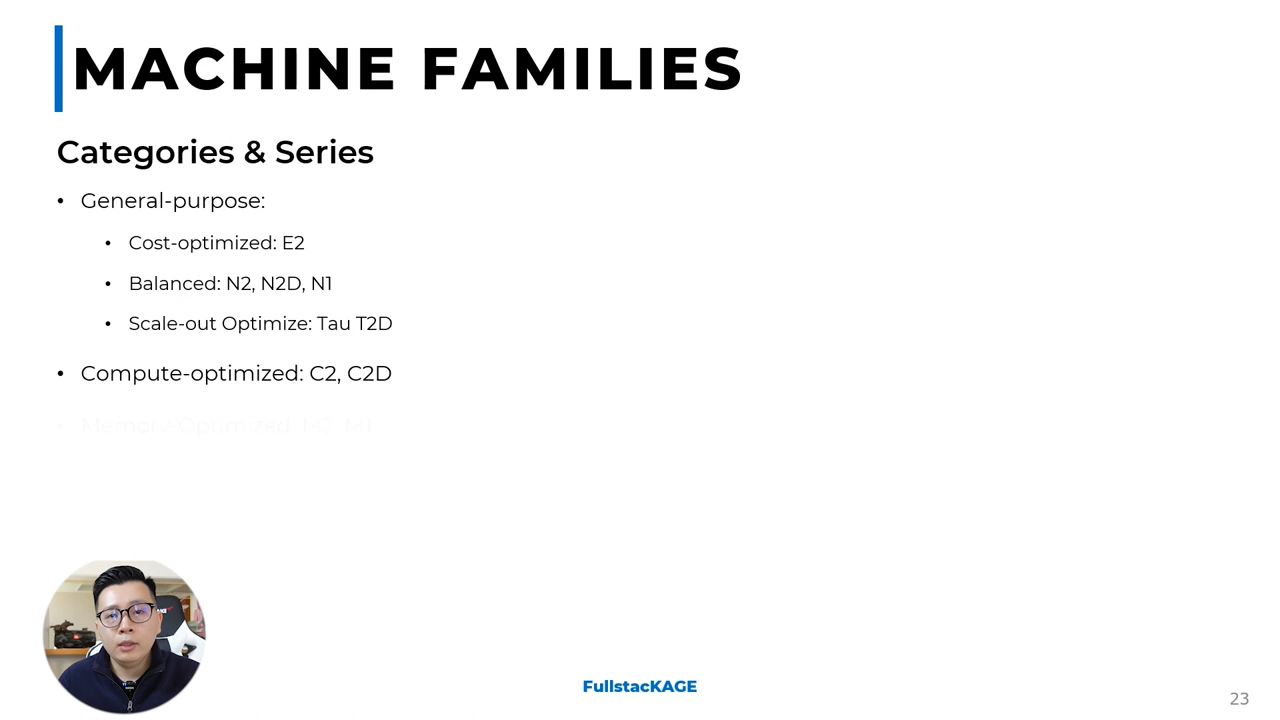 MACHINE FAMILIES
Categories & Series
• General-purpose:
• Cost-optimized: E2
• Balanced: N2, N2D, N1
• Scale-out Optimize: Tau T2D
• Compute-optimized: C2, C2D
• Memory-Optimized: M2, M1
FullstacKAGE
23